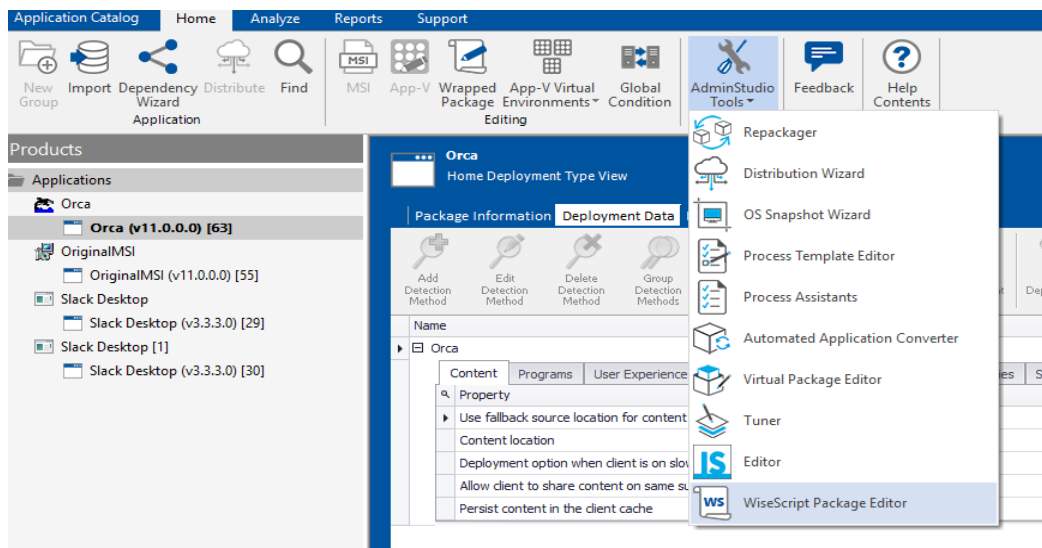 Application Catalog Home Analyze Reports Support
New Group
Import
Dependency Wizard
Distribute
Find
Application
MSI
MSI
App-V
Wrapped Package
App-V Virtual Environments
Global Condition
Editing
AdminStudio Tools
Feedback
Help Contents
Products
Applications
Orca
Orca (v11.0.0.0) [63]
OriginalMSI
OriginalMSI (v11.0.0.0) [55]
Slack Desktop
Slack Desktop (v3.3.3.0) [29]
Slack Desktop [1]
Slack Desktop (v3.3.3.0) [30]
Orca
Home Deployment Type View
Package Information Deployment Data
Add Detection Method
Edit Detection Method
Delete Detection Method
Group Detection Methods
Name
Orca
Content Programs User Experience
Property
Use fallback source location for content
Content location
Deployment option when client is on
Allow client to share content on same
Persist content in the client cache
Repackager
Distribution Wizard
OS Snapshot Wizard
Process Template Editor
Process Assistants
Automated Application Converter
Virtual Package Editor
Tuner
IS Editor
WS WiseScript Package Editor